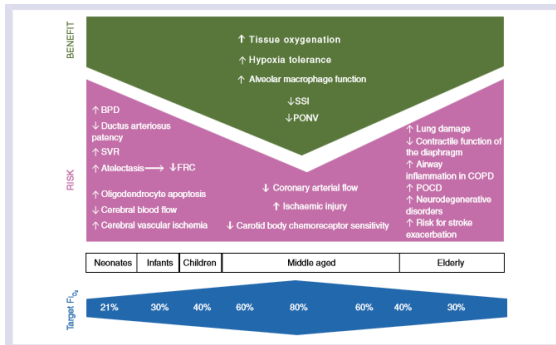 BENEFIT
↑ Tissue oxygenation
↑ Hypoxia tolerance
↑ Alveolar macrophage function
↓SSI
↓PONV
RISK
↑ BPD
↓ Ductus arteriosus
patency
↑ SVR
↑ Atelectasis → ↓FRC
↑ Oligodendrocyte apoptosis
↓ Cerebral blood flow
↑ Cerebral vascular ischemia
↓ Coronary arterial flow
↑ Ischaemic injury
↓ Carotid body chemoreceptor sensitivity
↑ Lung damage
↓ Contractile function of
the diaphragm
↑ Airway
inflammation in COPD
↑ POCD
↑ Neurodegenerative
disorders
↑ Risk for stroke
exacerbation
Neonates Infants Children Middle aged Elderly
Target FiO₂
21% 30% 40% 60% 80% 60% 40% 30%